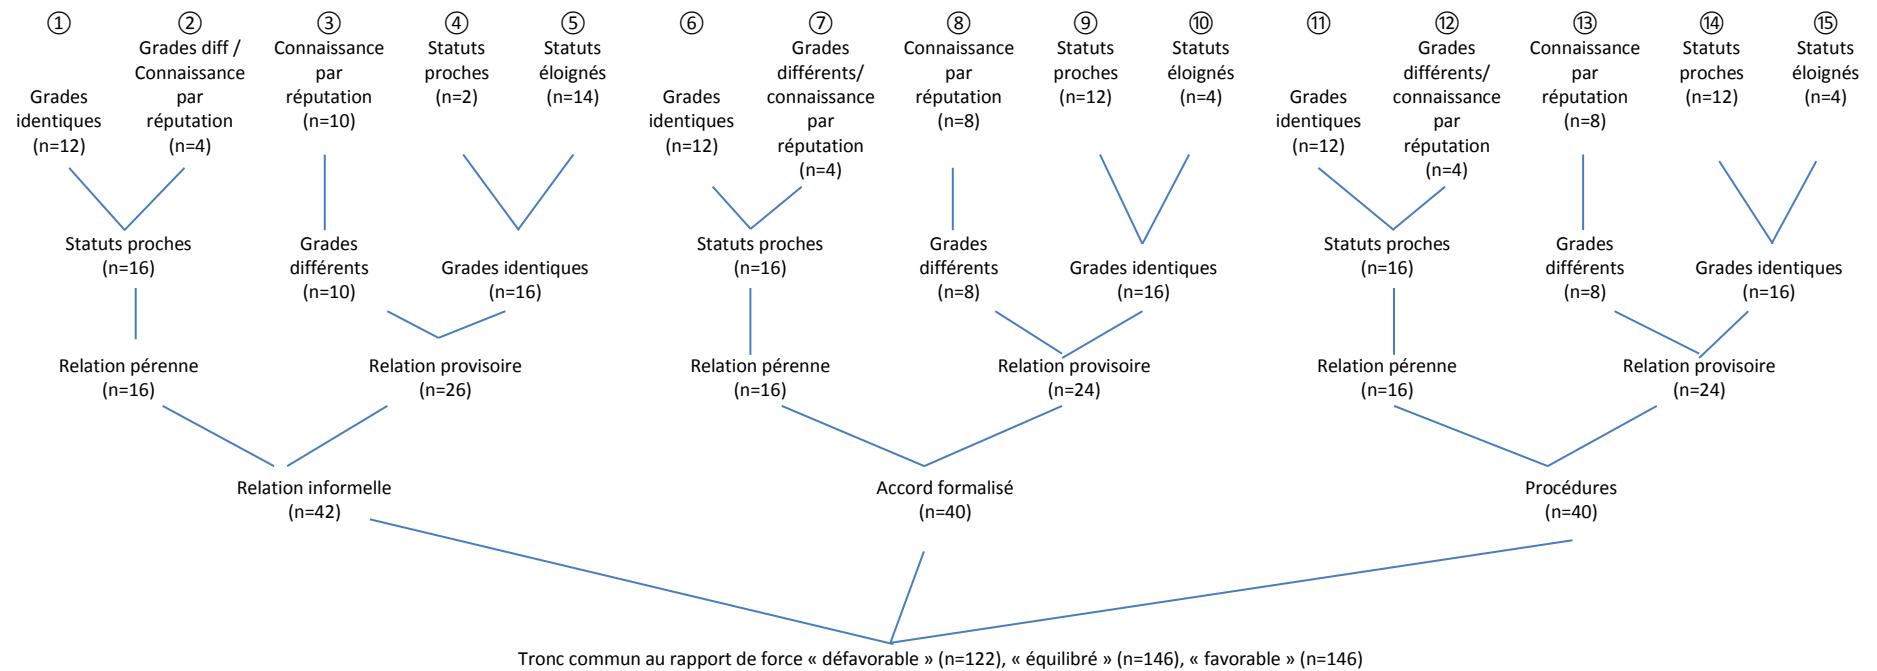 ①
Grades
identiques
(n=12)
②
Grades diff /
Connaissance
par
réputation
(n=4)
③
Connaissance
par
réputation
(n=10)
④
Statuts
proches
(n=2)
⑤
Statuts
éloignés
(n=14)
⑥
Grades
identiques
(n=12)
⑦
Grades
différents/
connaissance
par
réputation
(n=4)
⑧
Connaissance
par
réputation
(n=8)
⑨
Statuts
proches
(n=12)
⑩
Statuts
éloignés
(n=4)
⑪
Grades
identiques
(n=12)
⑫
Grades
différents/
connaissance
par
réputation
(n=4)
⑬
Connaissance
par
réputation
(n=8)
⑭
Statuts
proches
(n=12)
⑮
Statuts
éloignés
(n=4)
Statuts proches
(n=16)
Grades
différents
(n=10)
Grades identiques
(n=16)
Statuts proches
(n=16)
Grades
différents
(n=8)
Grades identiques
(n=16)
Statuts proches
(n=16)
Grades
différents
(n=8)
Grades identiques
(n=16)
Relation pérenne
(n=16)
Relation provisoire
(n=26)
Relation pérenne
(n=16)
Relation provisoire
(n=24)
Relation pérenne
(n=16)
Relation provisoire
(n=24)
Relation informelle
(n=42)
Accord formalisé
(n=40)
Procédures
(n=40)
Tronc commun au rapport de force « défavorable » (n=122), « équilibré » (n=146), « favorable » (n=146)